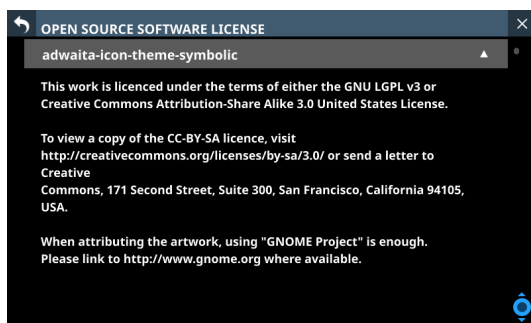 OPEN SOURCE SOFTWARE LICENSE
adwaita-icon-theme-symbolic
This work is licenced under the terms of either the GNU LGPL v3 or
Creative Commons Attribution-Share Alike 3.0 United States License.
To view a copy of the CC-BY-SA licence, visit
http://creativecommons.org/licenses/by-sa/3.0/ or send a letter to
Creative
Commons, 171 Second Street, Suite 300, San Francisco, California 94105,
USA.
When attributing the artwork, using "GNOME Project" is enough.
Please link to http://www.gnome.org where available.